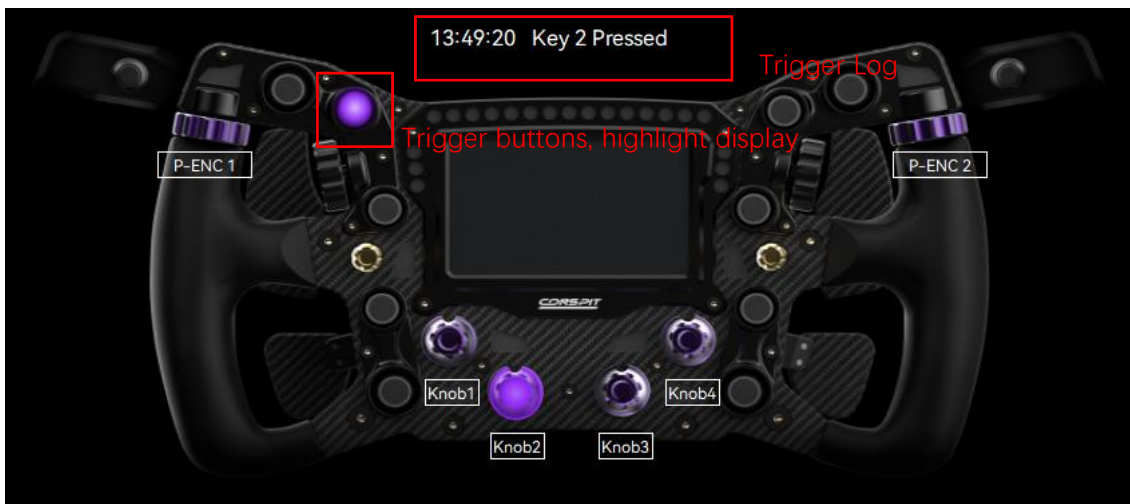 13:49:20 Key 2 Pressed
Trigger Log
Trigger buttons, highlight display
P-ENC 1
P-ENC 2
CORSPIT
Knob1
Knob4
Knob2
Knob3